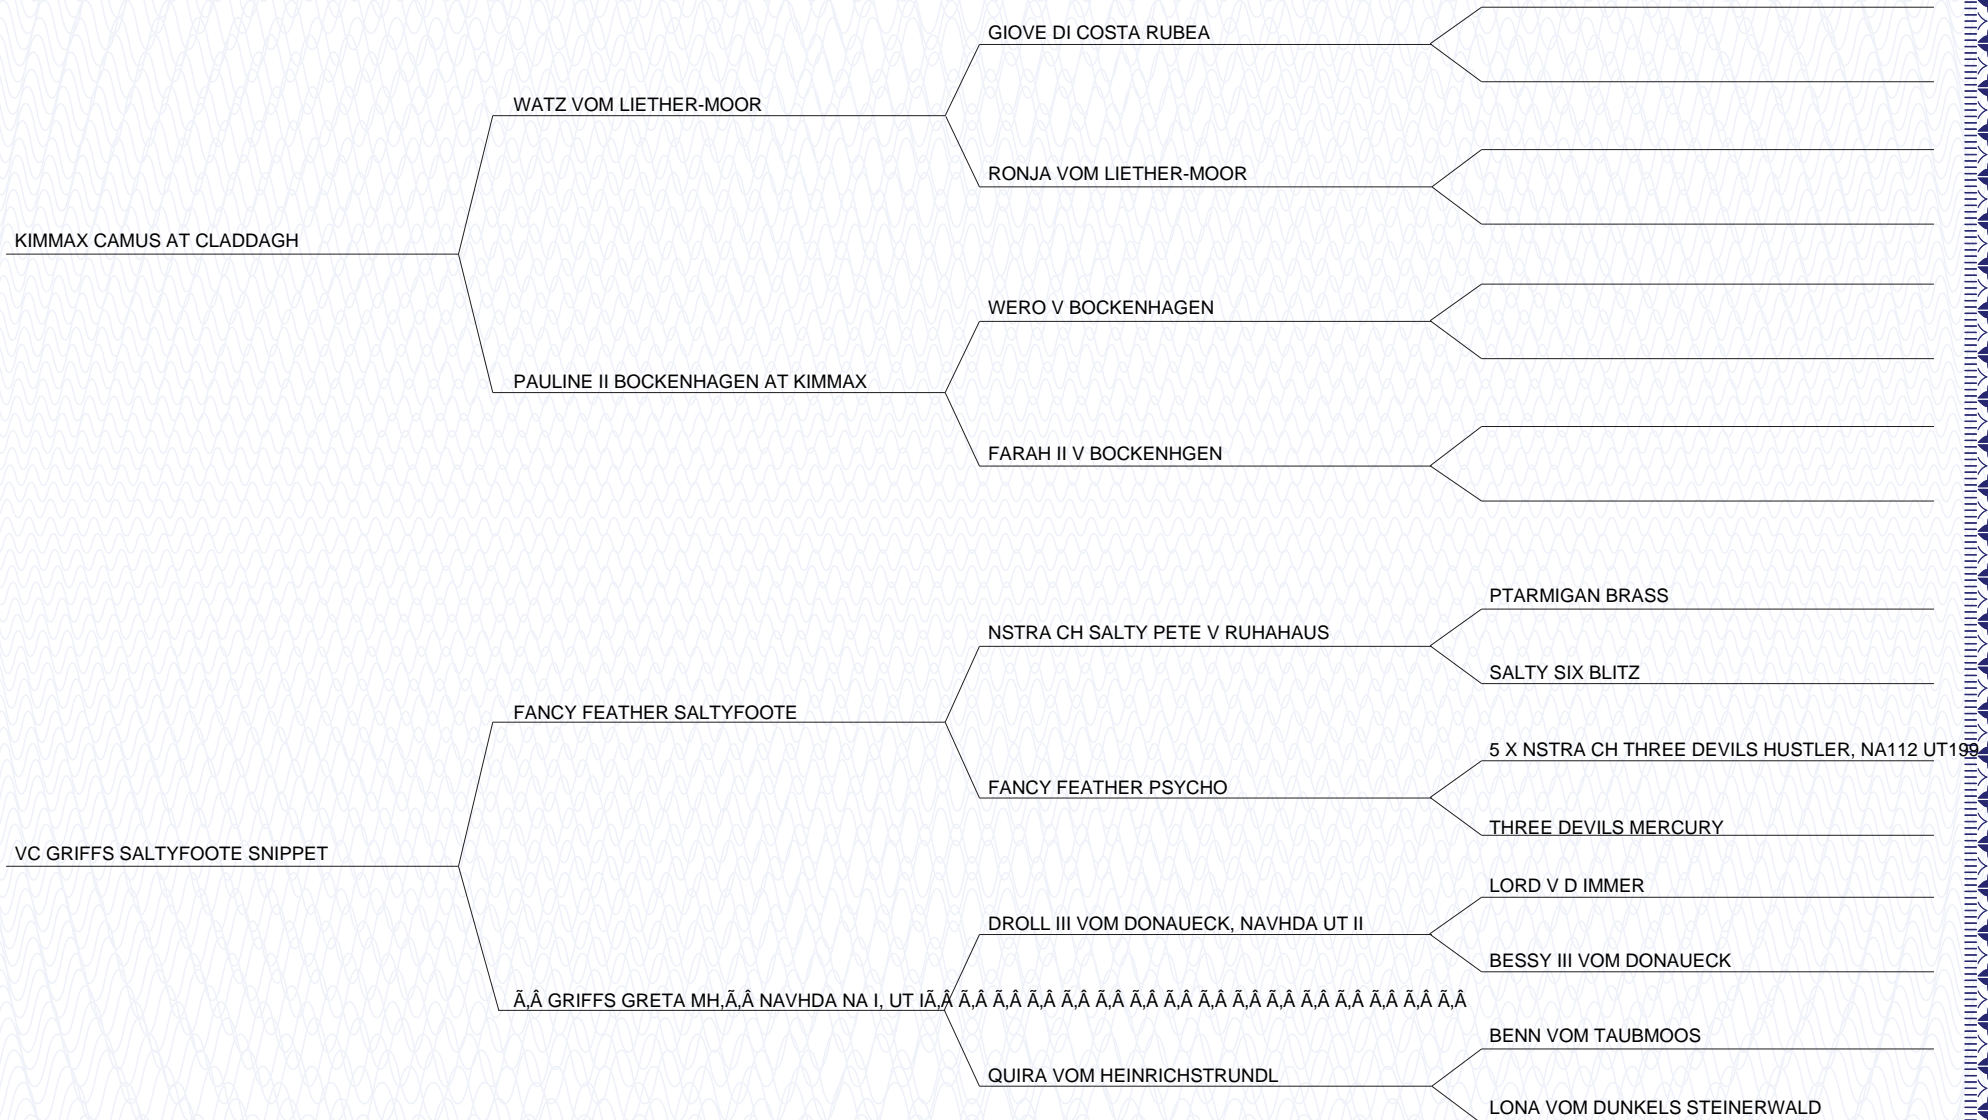 GIOVE DI COSTA RUBEA
WATZ VOM LIETHER-MOOR
RONJA VOM LIETHER-MOOR
KIMMAX CAMUS AT CLADDAGH
WERO V BOCKENHAGEN
PAULINE II BOCKENHAGEN AT KIMMAX
FARAH II V BOCKENHGEN
PTARMIGAN BRASS
NSTRA CH SALTY PETE V RUHAHAUS
SALTY SIX BLITZ
FANCY FEATHER SALTYFOOTE
5 X NSTRA CH THREE DEVILS HUSTLER, NA112 UT199
FANCY FEATHER PSYCHO
THREE DEVILS MERCURY
VC GRIFFS SALTYFOOTE SNIPPET
LORD V D IMMER
DROLL III VOM DONAUECK, NAVHDA UT II
BESSY III VOM DONAUECK
Ã,Â GRIFFS GRETA MH,Ã,Â NAVHDA NA I, UT IÃ,Â Ã,Â Ã,Â Ã,Â Ã,Â Ã,Â Ã,Â Ã,Â Ã,Â Ã,Â Ã,Â Ã,Â Ã,Â Ã,Â Ã,Â Ã,Â
BENN VOM TAUBMOOS
QUIRA VOM HEINRICHSTRUNDL
LONA VOM DUNKELS STEINERWALD